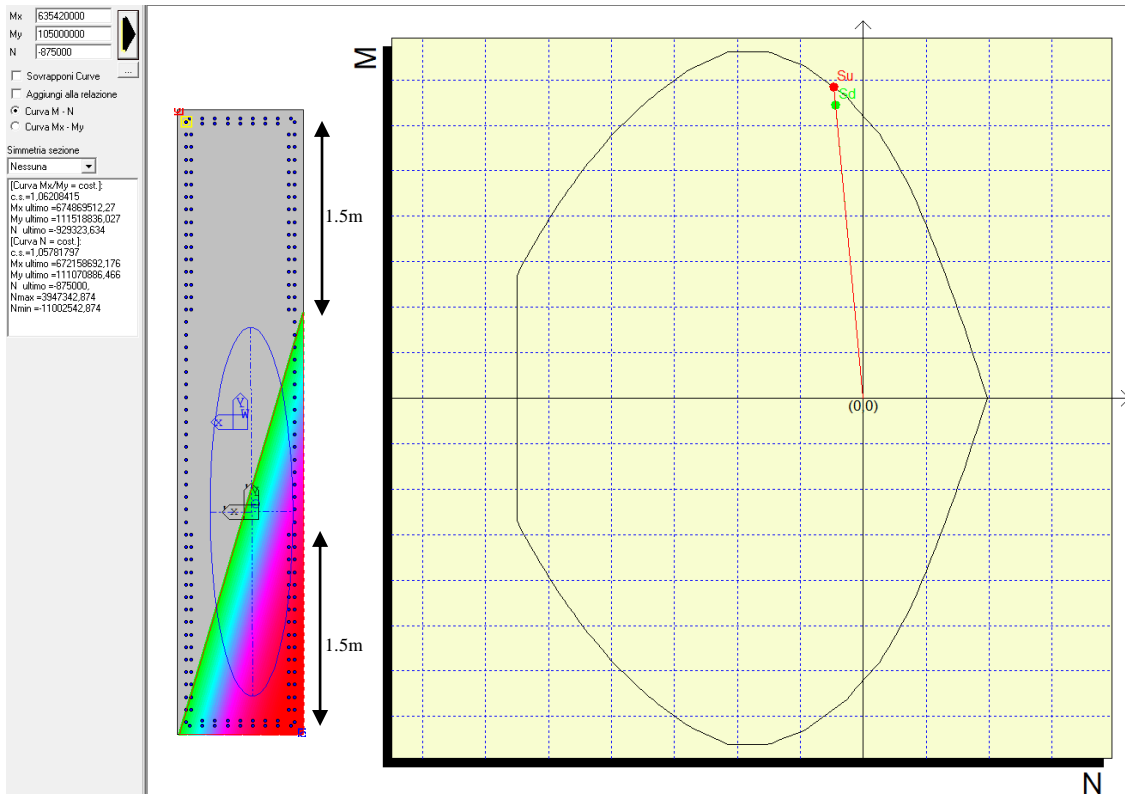 Mx 635420000
My 105000000
N -875000
...
Sovrapponi Curve
Aggiungi alla relazione
Curva M - N
Curva Mx - My
Simmetria sezione
Nessuna
[Curva Mx/My = cost.]:
c.s.=1,06208415
Mx ultimo =674869512,27
My ultimo =111518836,027
N ultimo =-929323,634
[Curva N = cost.]:
c.s.=1,05781797
Mx ultimo =672158692,176
My ultimo =111070886,466
N ultimo =-875000,
Nmax =3947342,874
Nmin =-11002542,874
1.5m
1.5m
Y
X
W
X
M
Su
Sd
(0,0)
N